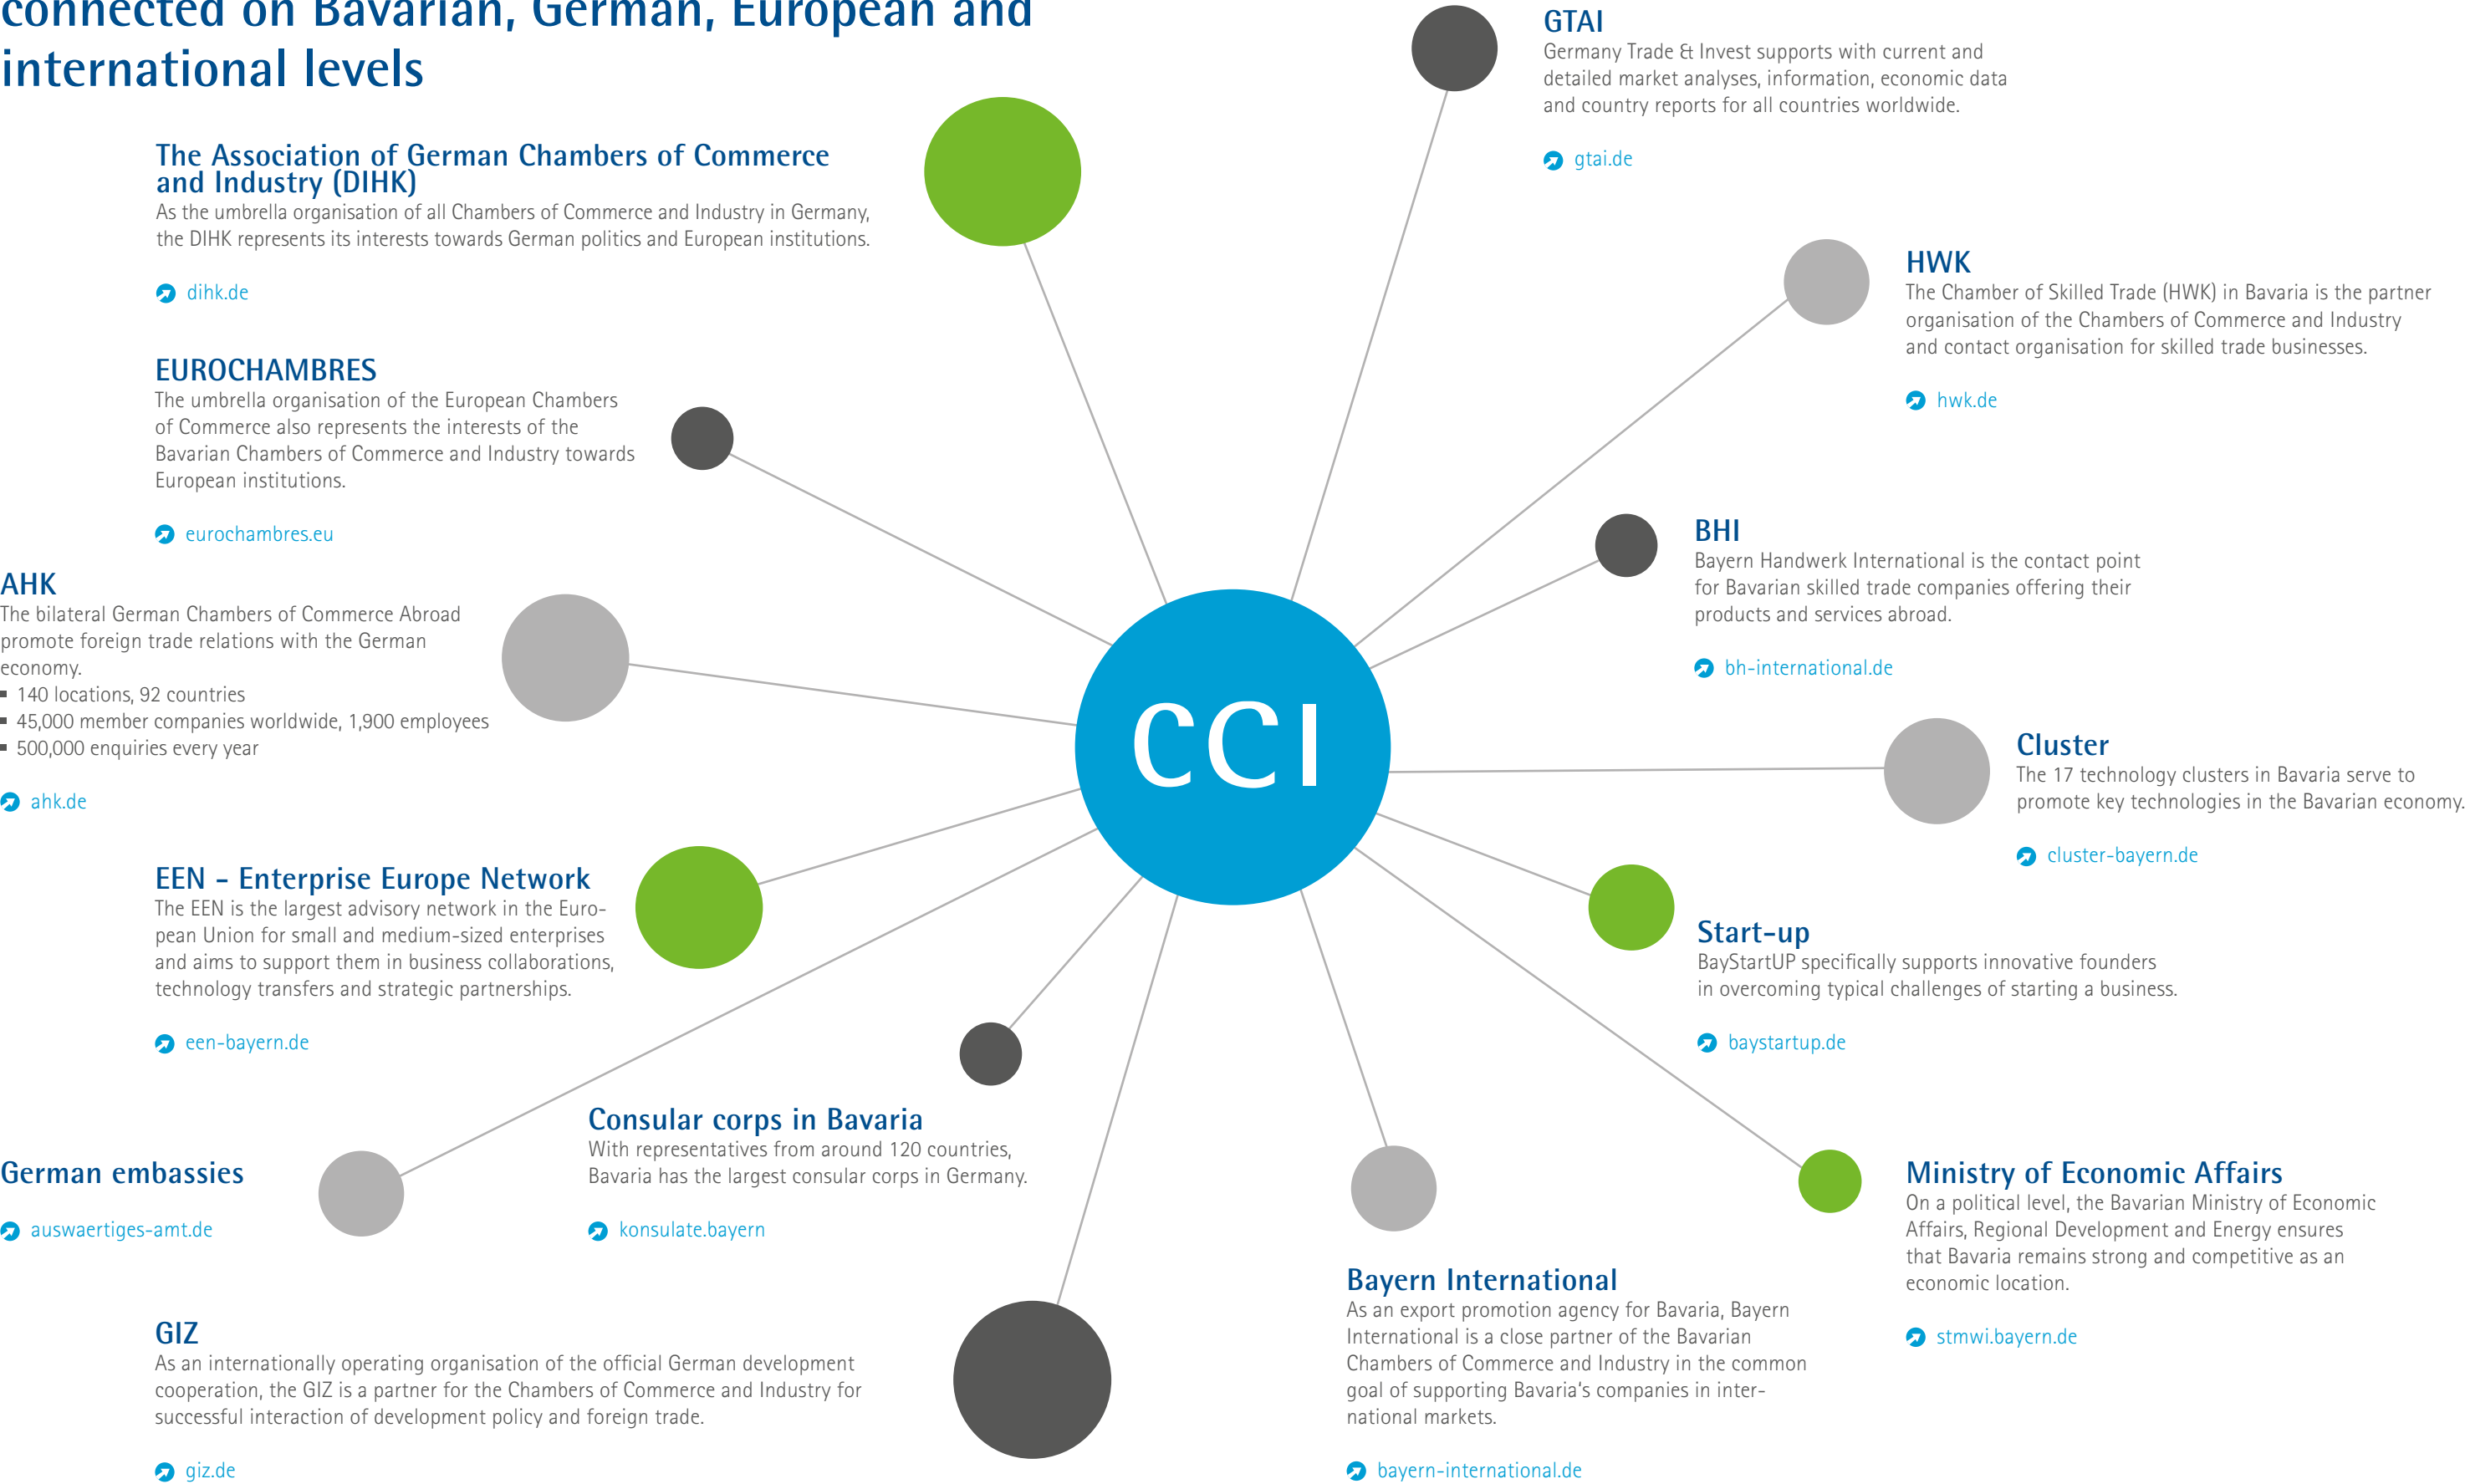 connected on Bavarian, German, European and
international levels
The Association of German Chambers of Commerce
and Industry (DIHK)
As the umbrella organisation of all Chambers of Commerce and Industry in Germany,
the DIHK represents its interests towards German politics and European institutions.
dihk.de
EUROCHAMBRES
The umbrella organisation of the European Chambers
of Commerce also represents the interests of the
Bavarian Chambers of Commerce and Industry towards
European institutions.
eurochambres.eu
AHK
The bilateral German Chambers of Commerce Abroad
promote foreign trade relations with the German
economy.
▪ 140 locations, 92 countries
▪ 45,000 member companies worldwide, 1,900 employees
▪ 500,000 enquiries every year
ahk.de
EEN – Enterprise Europe Network
The EEN is the largest advisory network in the Euro-
pean Union for small and medium-sized enterprises
and aims to support them in business collaborations,
technology transfers and strategic partnerships.
een-bayern.de
German embassies
auswaertiges-amt.de
Consular corps in Bavaria
With representatives from around 120 countries,
Bavaria has the largest consular corps in Germany.
konsulate.bayern
GIZ
As an internationally operating organisation of the official German development
cooperation, the GIZ is a partner for the Chambers of Commerce and Industry for
successful interaction of development policy and foreign trade.
giz.de
CCI
GTAI
Germany Trade & Invest supports with current and
detailed market analyses, information, economic data
and country reports for all countries worldwide.
gtai.de
HWK
The Chamber of Skilled Trade (HWK) in Bavaria is the partner
organisation of the Chambers of Commerce and Industry
and contact organisation for skilled trade businesses.
hwk.de
BHI
Bayern Handwerk International is the contact point
for Bavarian skilled trade companies offering their
products and services abroad.
bh-international.de
Cluster
The 17 technology clusters in Bavaria serve to
promote key technologies in the Bavarian economy.
cluster-bayern.de
Start-up
BayStartUP specifically supports innovative founders
in overcoming typical challenges of starting a business.
baystartup.de
Ministry of Economic Affairs
On a political level, the Bavarian Ministry of Economic
Affairs, Regional Development and Energy ensures
that Bavaria remains strong and competitive as an
economic location.
stmwi.bayern.de
Bayern International
As an export promotion agency for Bavaria, Bayern
International is a close partner of the Bavarian
Chambers of Commerce and Industry in the common
goal of supporting Bavaria's companies in inter-
national markets.
bayern-international.de